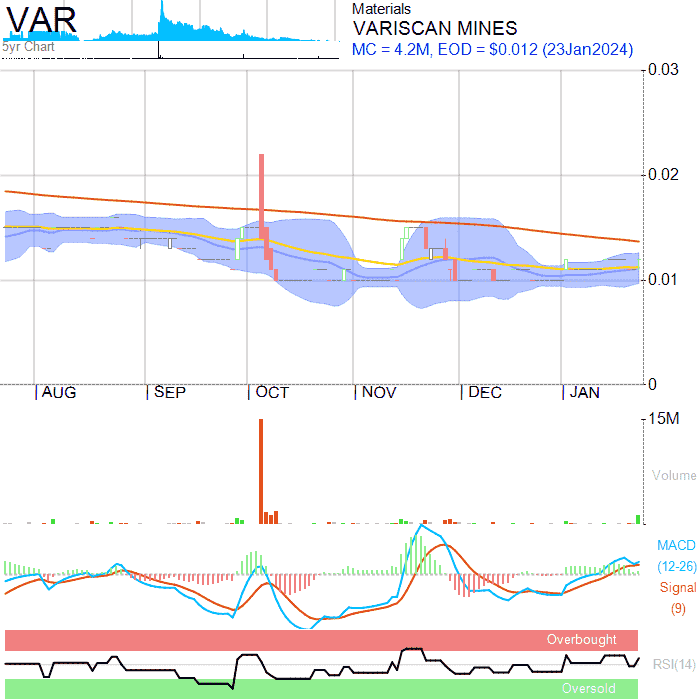 VAR
5yr Chart
Materials
VARISCAN MINES
MC = 4.2M, EOD = $0.012 (23Jan2024)
0.03
0.02
0.01
0
AUG
SEP
OCT
NOV
DEC
JAN
15M
Volume
MACD
(12-26)
Signal
(9)
Overbought
RSI(14)
Oversold